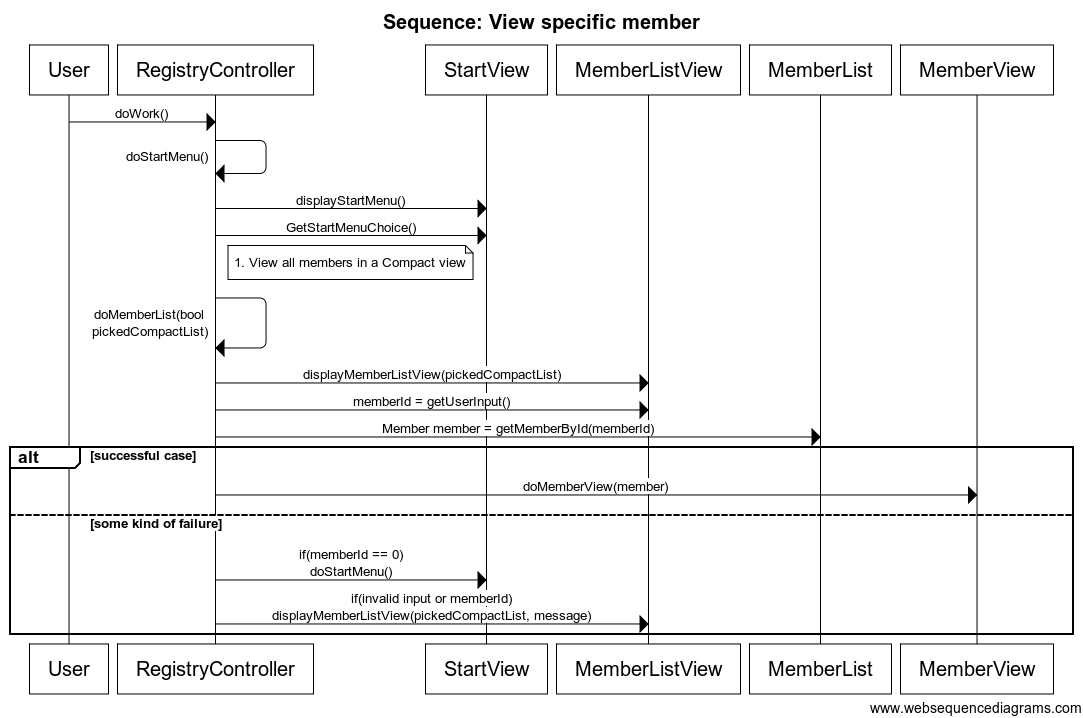 Sequence: View specific member
User
RegistryController
StartView
MemberListView
MemberList
MemberView
doWork()
doStartMenu()
displayStartMenu()
GetStartMenuChoice()
1. View all members in a Compact view
doMemberList(bool
pickedCompactList)
displayMemberListView(pickedCompactList)
memberId = getUserInput()
Member member = getMemberById(memberId)
alt
[successful case]
doMemberView(member)
[some kind of failure]
if(memberId == 0)
doStartMenu()
if(invalid input or memberId)
displayMemberListView(pickedCompactList, message)
User
RegistryController
StartView
MemberListView
MemberList
MemberView
www.websequencediagrams.com